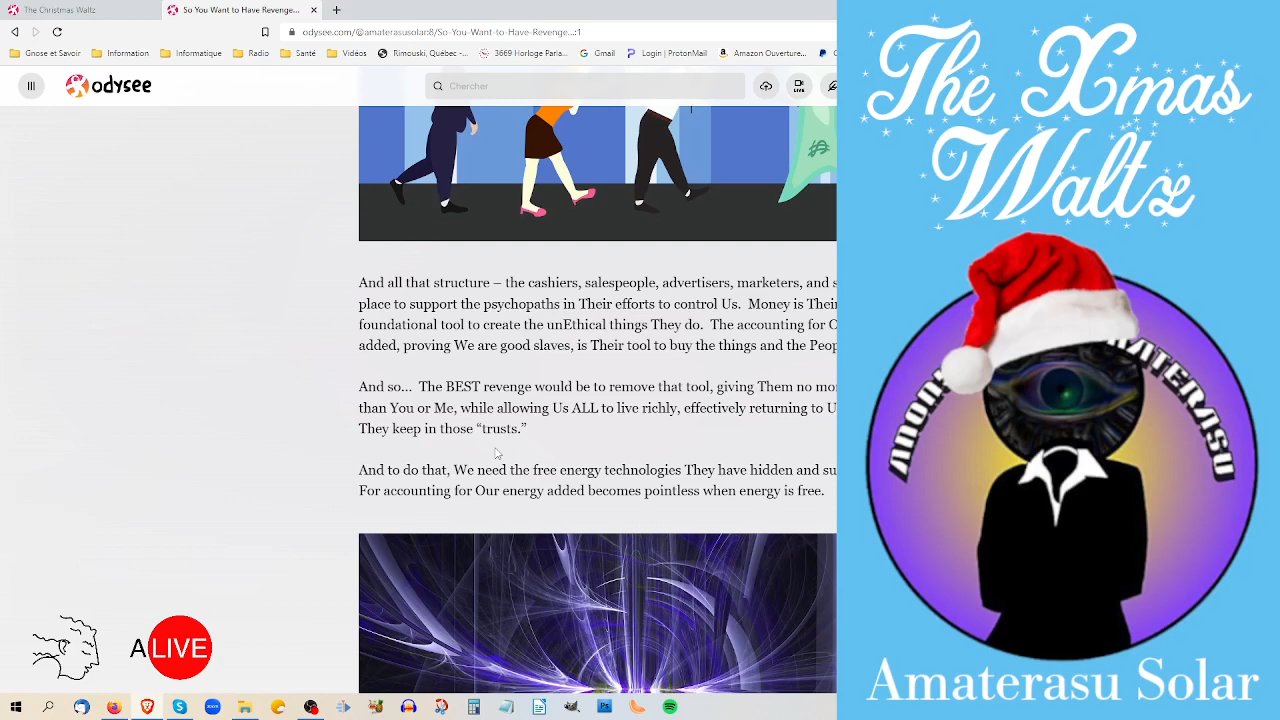 The Christmas Waltz
So You Want to Have Revenge...
odysee.com/@amaterasusolar:8/So-You-Want-to-Have-Revenge...:1
Gnose et Savoir
Information
Informatique
Radio
Santé
Vidéos
Rimouski, Québec -...
3669 Horloge Parla...
Gmail
Login | ProtonMail
Amazon Ouverture...
odysee
Chercher
LIVE
And all that structure – the cashiers, salespeople, advertisers, marketers, and s
place to support the psychopaths in Their efforts to control Us. Money is Their
foundational tool to create the unEthical things They do. The accounting for O
added, proving We are good slaves, is Their tool to buy the things and the Peop
And so... The BEST revenge would be to remove that tool, giving Them no mor
than You or Me, while allowing Us ALL to live richly, effectively returning to U
They keep in those “trusts.”
And to do that, We need the free energy technologies They have hidden and su
For accounting for Our energy added becomes pointless when energy is free.
A LIVE
The Xmas
Waltz
AMATERASU
Amaterasu Solar